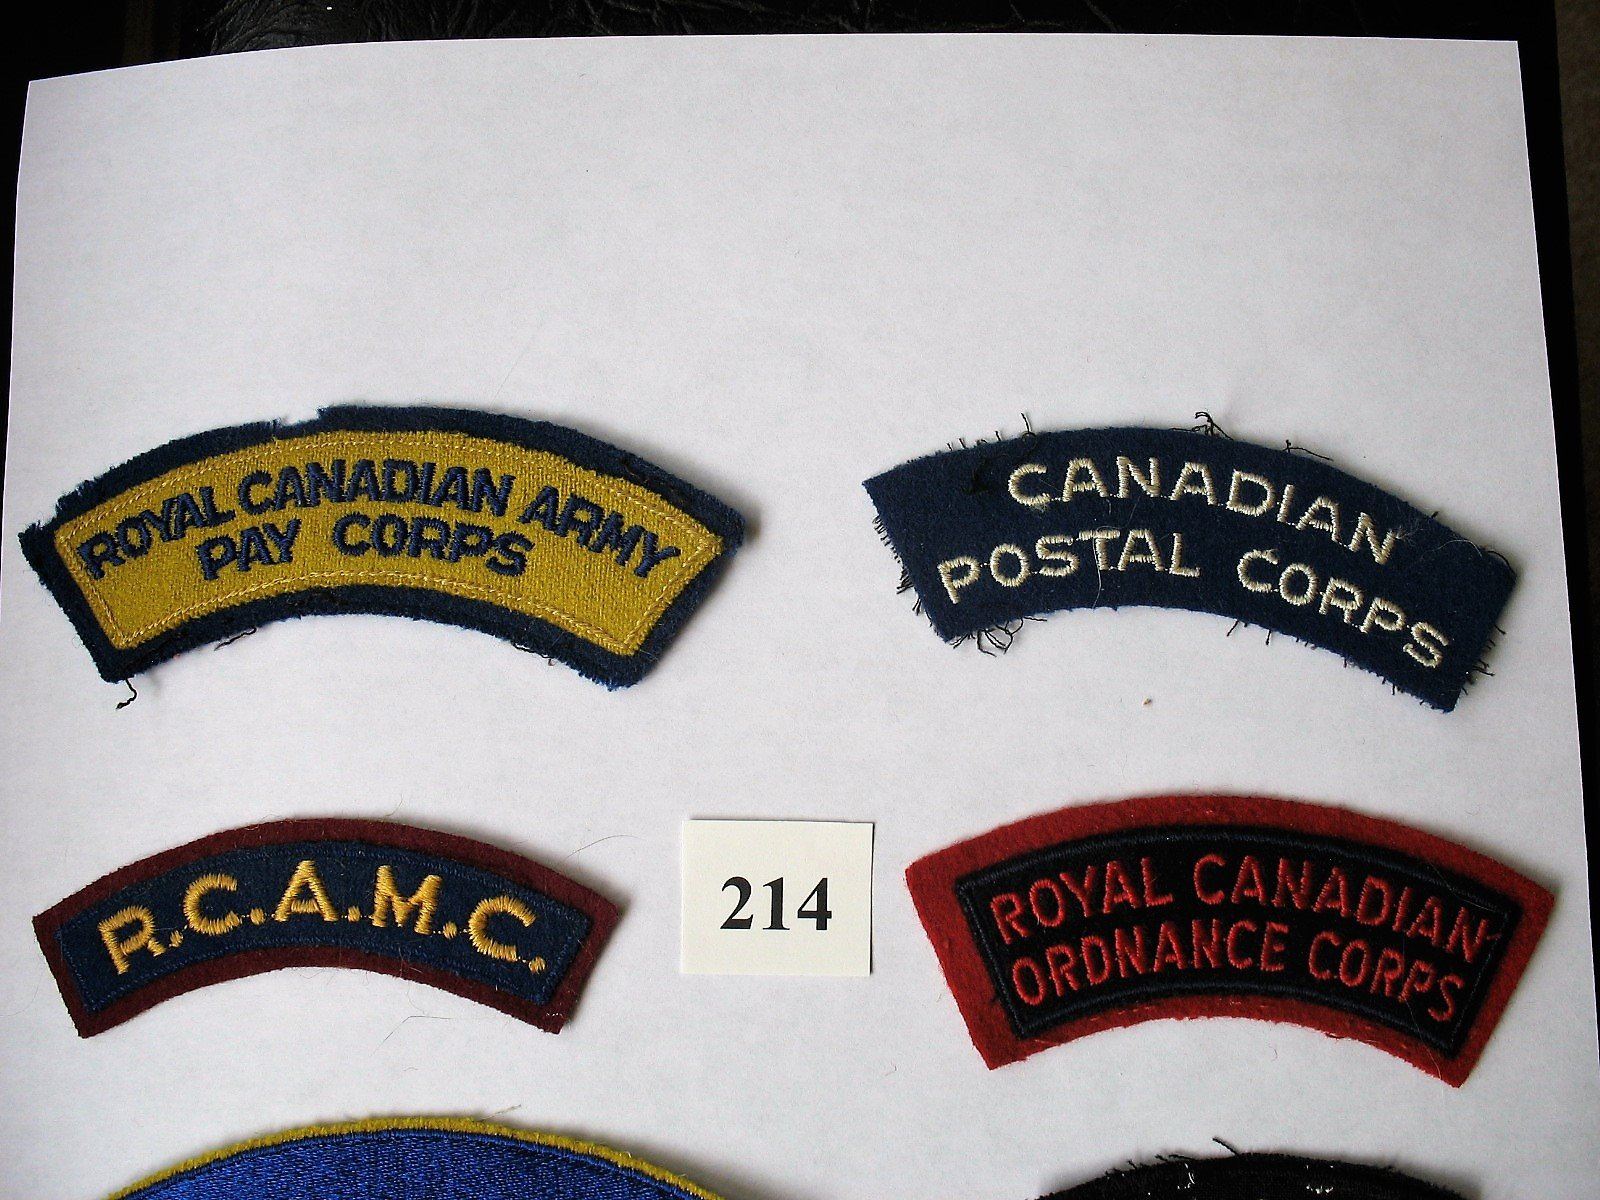 ROYAL CANADIAN ARMY
PAY CORPS
CANADIAN
POSTAL CORPS
R.C.A.M.C.
214
ROYAL CANADIAN
ORDNANCE CORPS